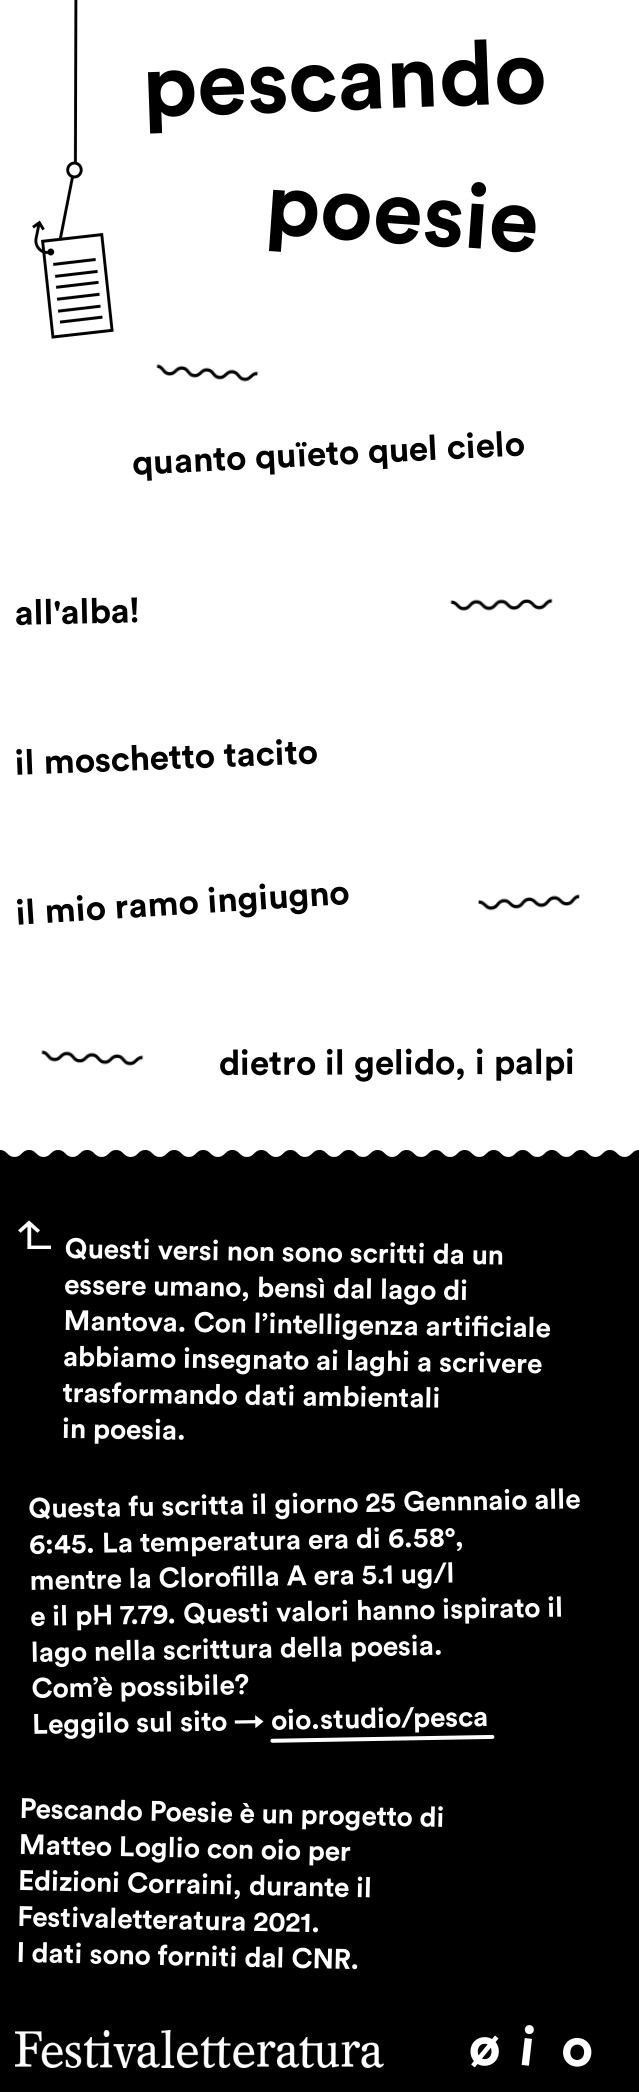 pescando
poesie
quanto quïeto quel cielo
all'alba!
il moschetto tacito
il mio ramo ingiugno
dietro il gelido, i palpi
Questi versi non sono scritti da un
essere umano, bensì dal lago di
Mantova. Con l’intelligenza artificiale
abbiamo insegnato ai laghi a scrivere
trasformando dati ambientali
in poesia.
Questa fu scritta il giorno 25 Gennnaio alle
6:45. La temperatura era di 6.58°,
mentre la Clorofilla A era 5.1 ug/l
e il pH 7.79. Questi valori hanno ispirato il
lago nella scrittura della poesia.
Com’è possibile?
Leggilo sul sito → oio.studio/pesca
Pescando Poesie è un progetto di
Matteo Loglio con oio per
Edizioni Corraini, durante il
Festivaletteratura 2021.
I dati sono forniti dal CNR.
Festivaletteratura ø i o